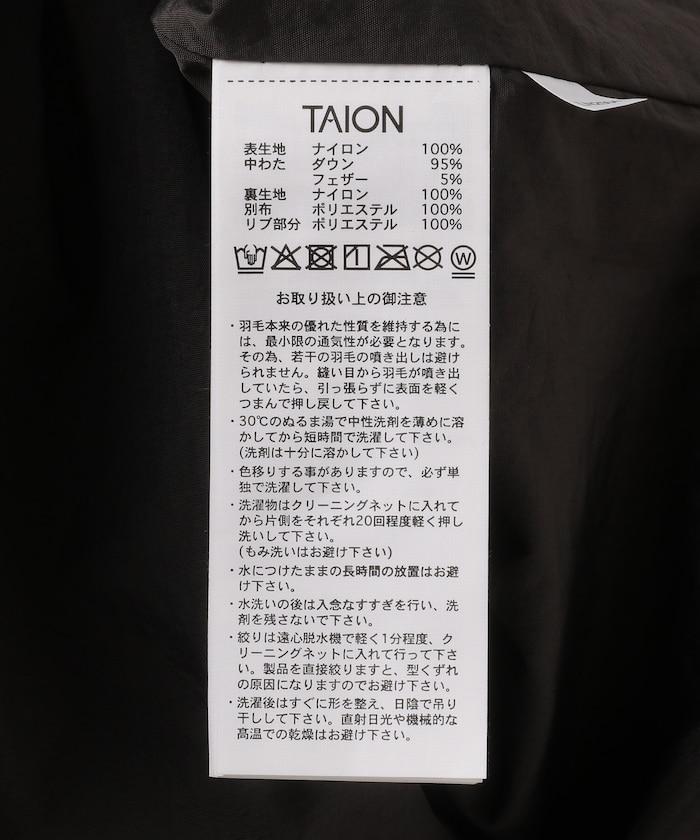 TAION
表生地 ナイロン 100%
中わた ダウン 95%
フェザー 5%
裏生地 ナイロン 100%
別布 ポリエステル 100%
リブ部分 ポリエステル 100%
W
お取り扱い上の御注意
・羽毛本来の優れた性質を維持する為に
は、最小限の通気性が必要となります。
その為、若干の羽毛の噴き出しは避け
られません。縫い目から羽毛が噴き出
していたら、引っ張らずに表面を軽く
つまんで押し戻して下さい。
・30℃のぬるま湯で中性洗剤を薄めに溶
かしてから短時間で洗濯して下さい。
(洗剤は十分に溶かして下さい)
・色移りする事がありますので、必ず単
独で洗濯して下さい。
・洗濯物はクリーニングネットに入れて
から片側をそれぞれ20回程度軽く押し
洗いして下さい。
(もみ洗いはお避け下さい)
・水につけたままの長時間の放置はお避
け下さい。
・水洗いの後は入念なすすぎを行い、洗
剤を残さないで下さい。
・絞りは遠心脱水機で軽く1分程度、ク
リーニングネットに入れて行って下さ
い。製品を直接絞りますと、型くずれ
の原因になりますのでお避け下さい。
・洗濯後はすぐに形を整え、日陰で吊り
干しして下さい。直射日光や機械的な
高温での乾燥はお避け下さい。